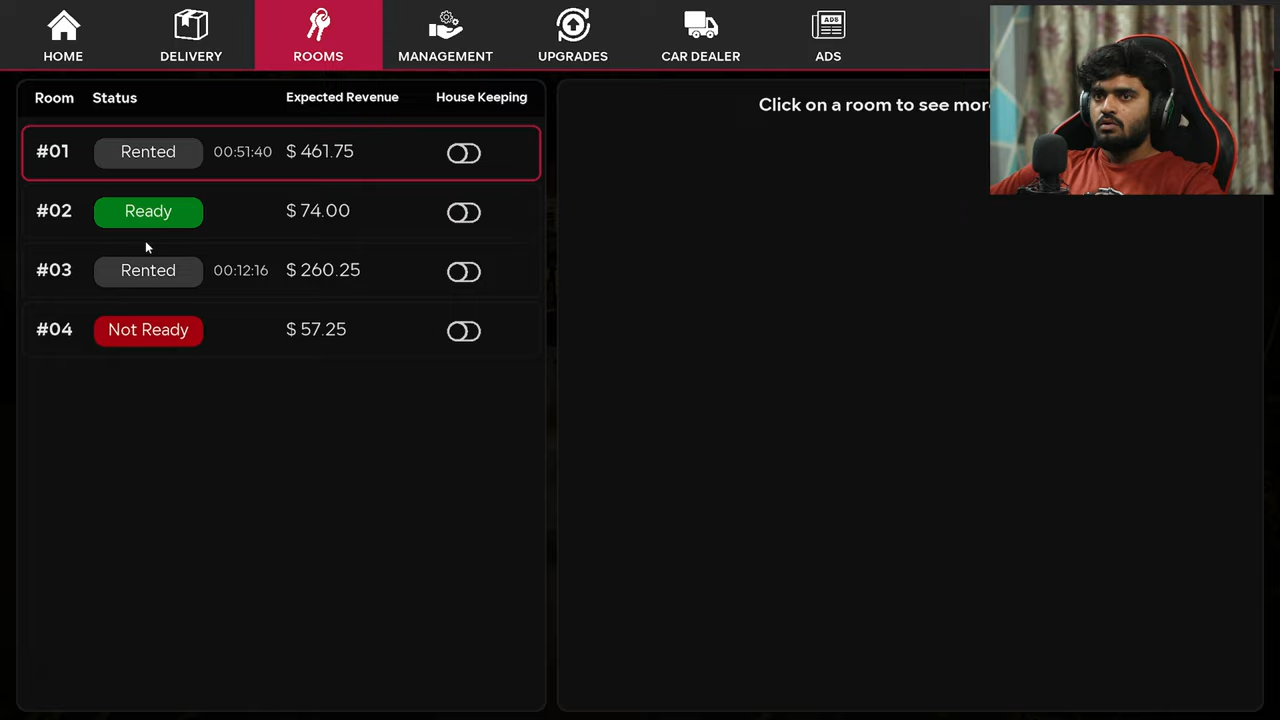 HOME DELIVERY ROOMS MANAGEMENT UPGRADES CAR DEALER ADS
Room Status Expected Revenue House Keeping
#01 Rented 00:51:40 $ 461.75
#02 Ready $ 74.00
#03 Rented 00:12:16 $ 260.25
#04 Not Ready $ 57.25
Click on a room to see